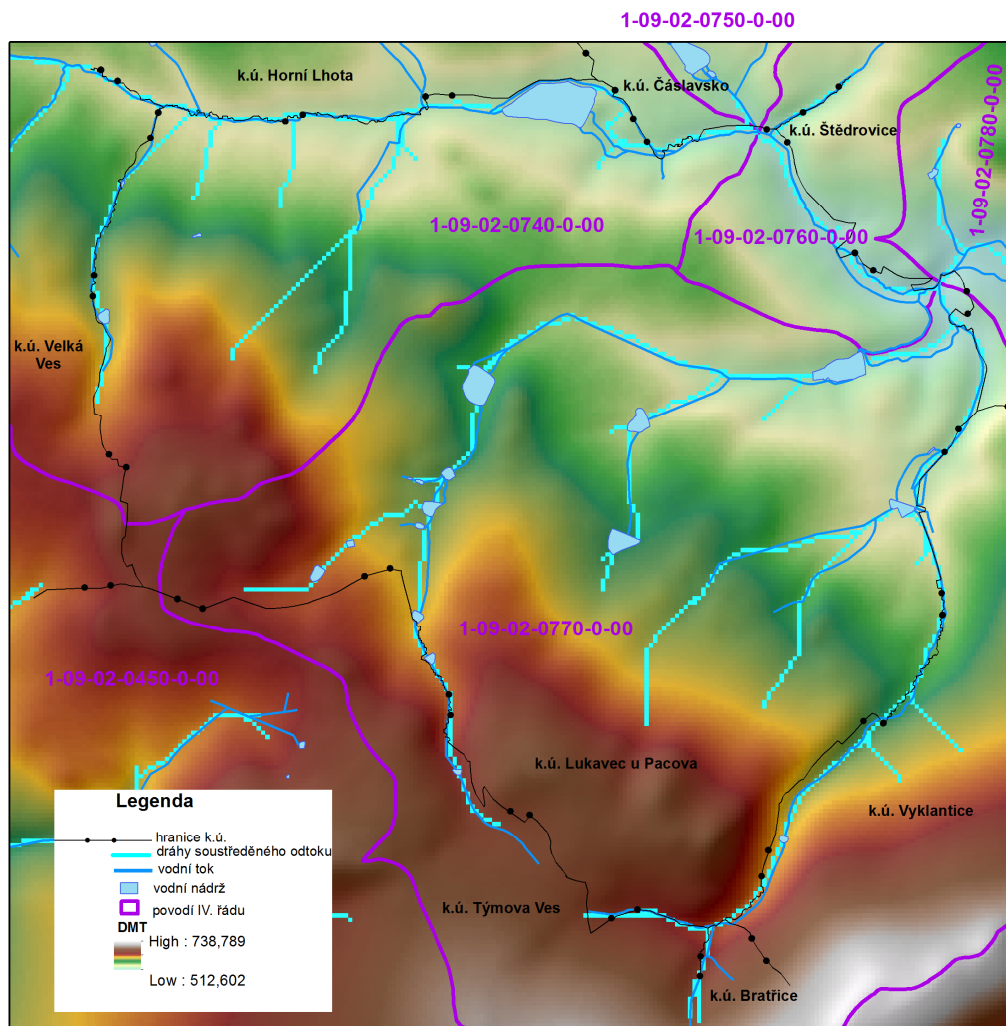 1-09-02-0750-0-00
k.ú. Horní Lhota
k.ú. Čáslavsko
k.ú. Štědrovice
1-09-02-0780-0-00
1-09-02-0740-0-00
1-09-02-0760-0-00
k.ú. Velká
Ves
1-09-02-0770-0-00
1-09-02-0450-0-00
k.ú. Lukavec u Pacova
k.ú. Vyklantice
k.ú. Týmova Ves
k.ú. Bratřice
Legenda
hranice k.ú.
dráhy soustředěného odtoku
vodní tok
vodní nádrž
povodí IV. řádu
DMT
High : 738,789
Low : 512,602